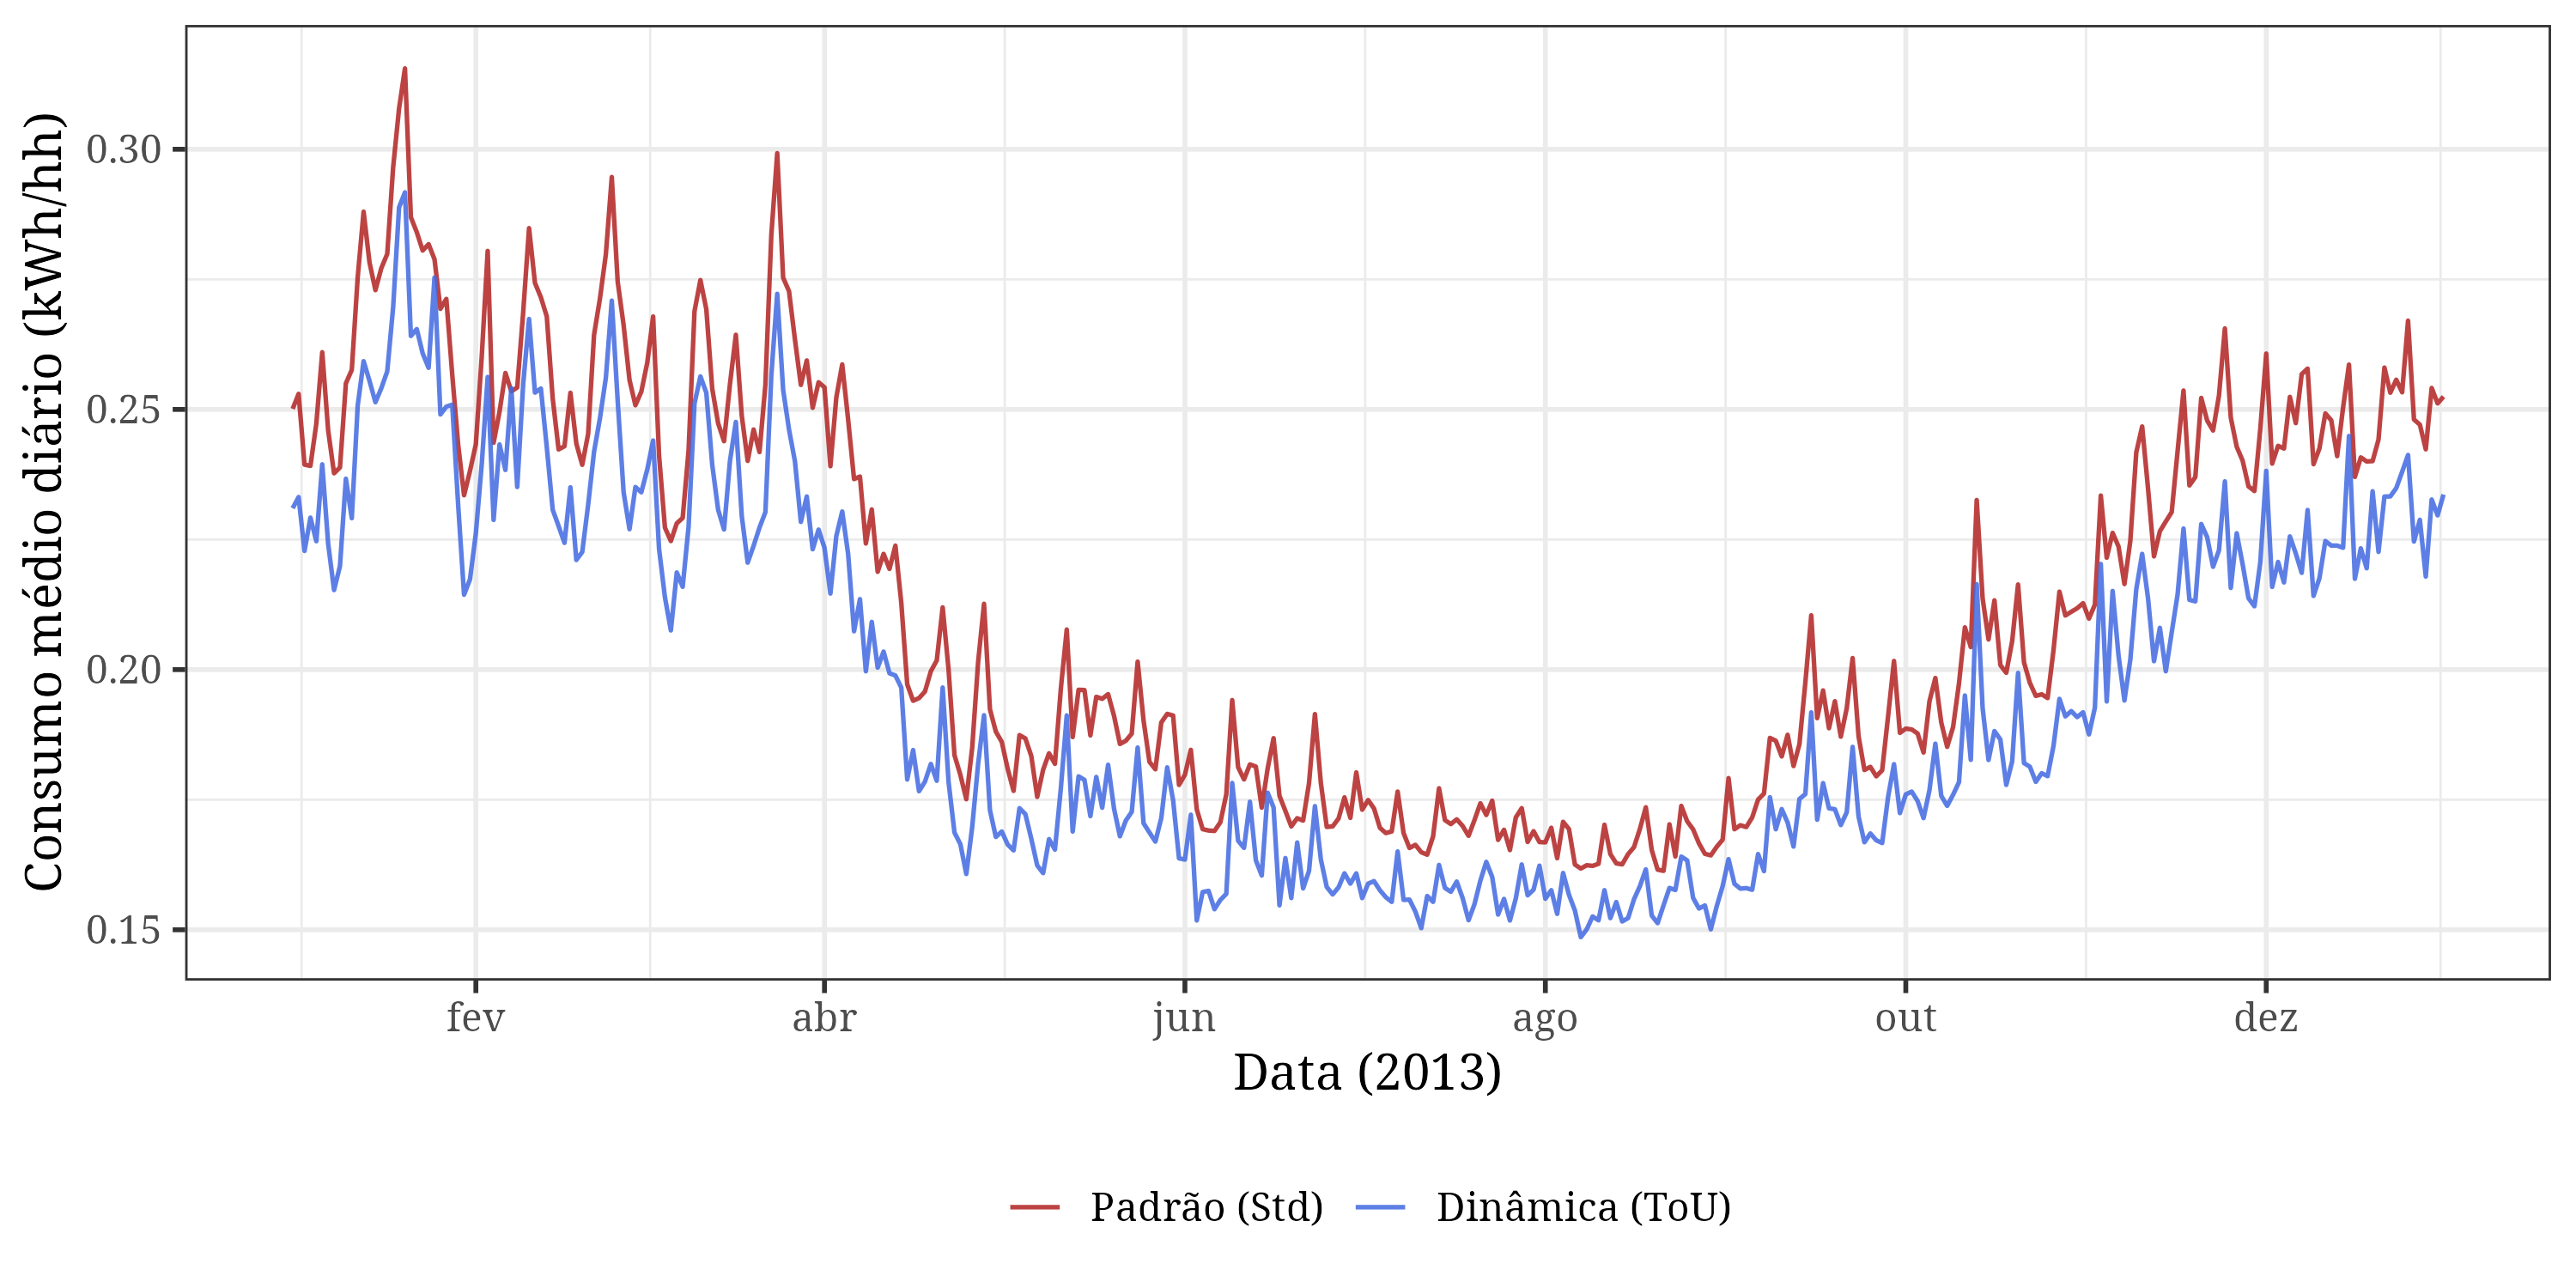 Consumo médio diário (kWh/hh)
0.30
0.25
0.20
0.15
fev abr jun ago out dez
Data (2013)
Padrão (Std) Dinâmica (ToU)